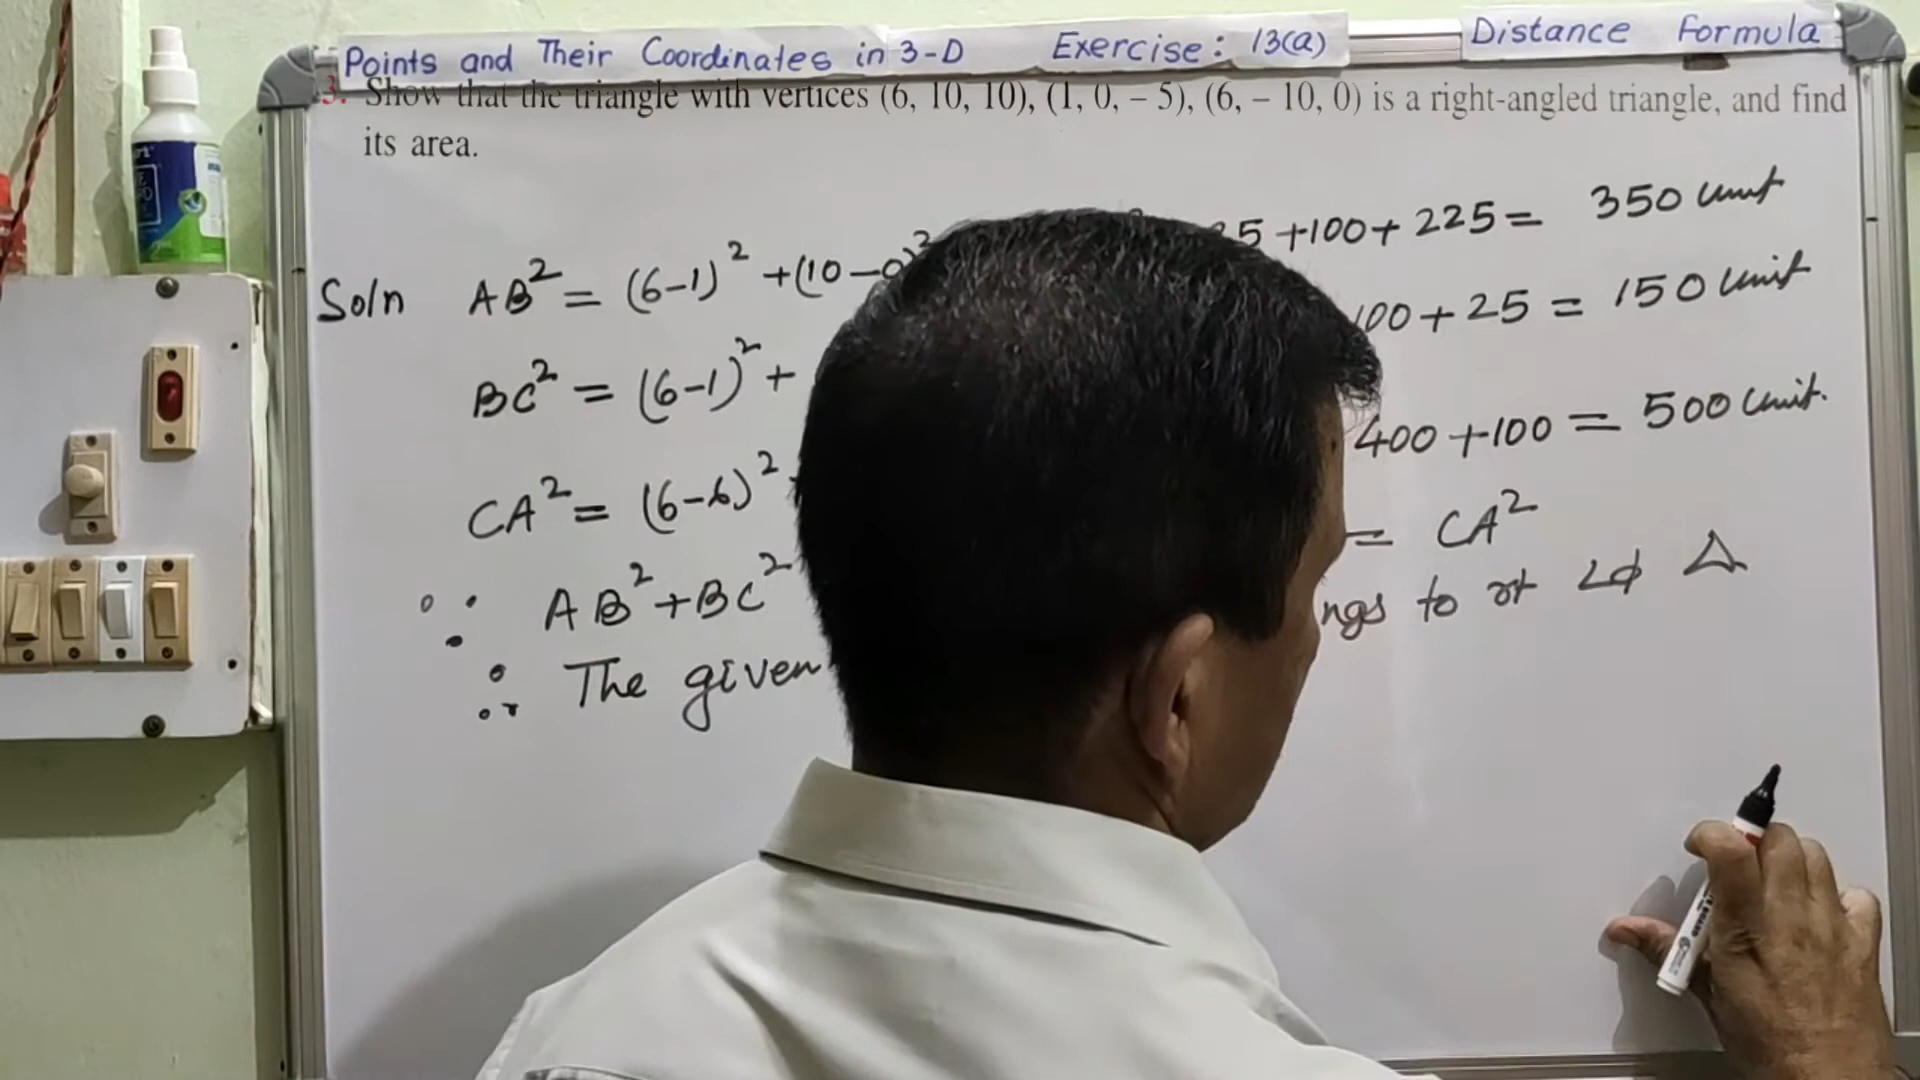 Points and Their Coordinates in 3-D Exercise: 13(a) Distance Formula
3. Show that the triangle with vertices (6, 10, 10), (1, 0, – 5), (6, – 10, 0) is a right-angled triangle, and find
its area.
Soln AB² = (6-1)² + (10-0)² 25 +100+ 225 = 350 unit
BC² = (6-1)² + 100 + 25 = 150 unit
CA² = (6-6)² 400 +100 = 500 unit.
∵ AB² + BC² = CA²
∴ The given ngs to rt Δ